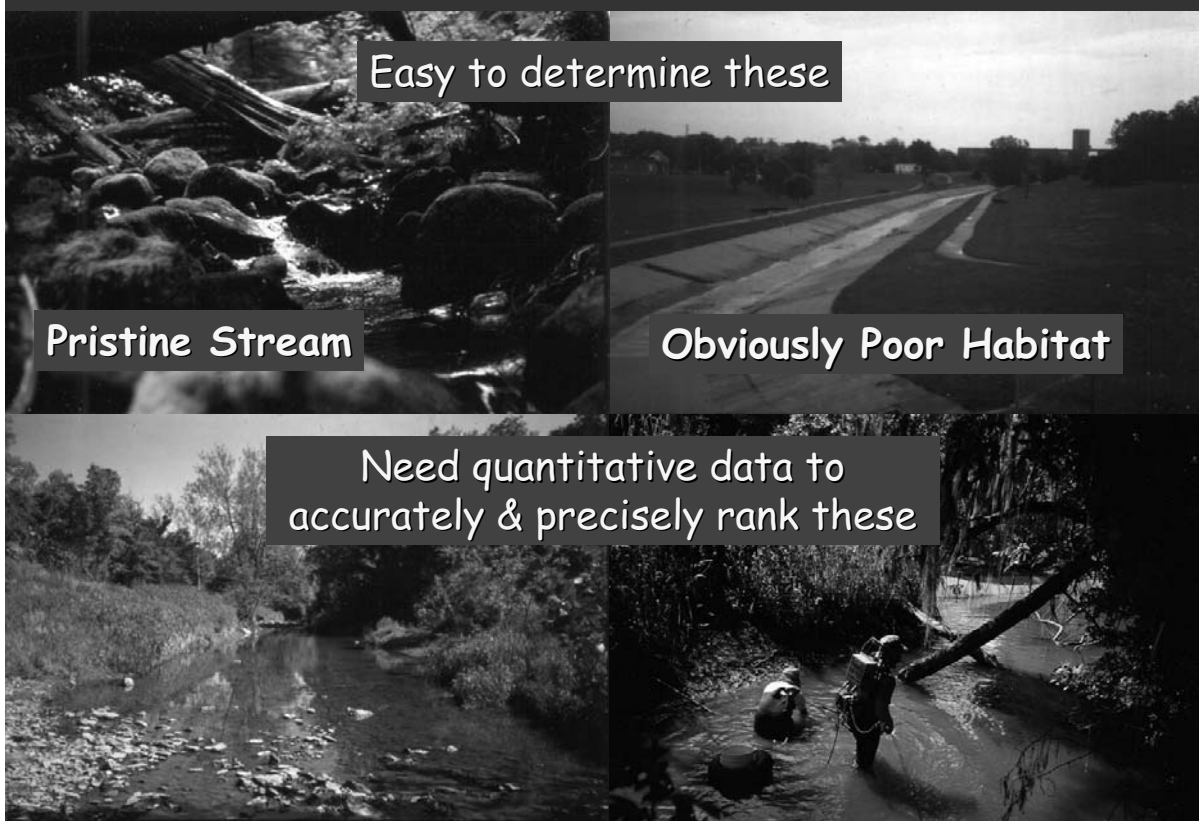 Easy to determine these
Pristine Stream
Obviously Poor Habitat
Need quantitative data to
accurately & precisely rank these